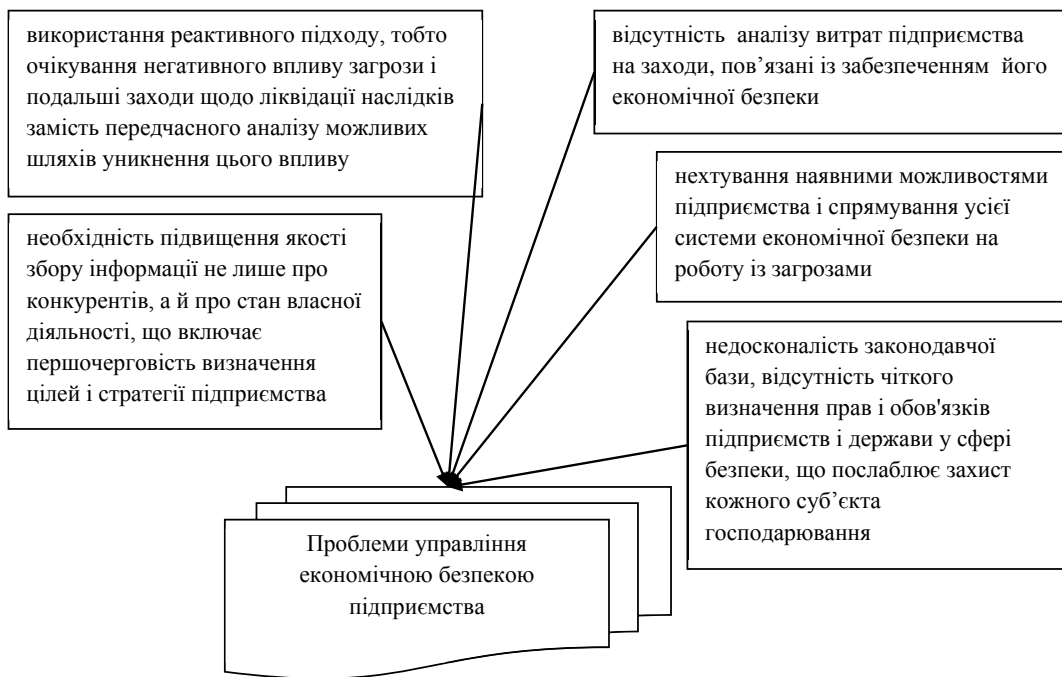 використання реактивного підходу, тобто
очікування негативного впливу загрози і
подальші заходи щодо ліквідації наслідків
замість передчасного аналізу можливих
шляхів уникнення цього впливу
відсутність аналізу витрат підприємства
на заходи, пов’язані із забезпеченням його
економічної безпеки
нехтування наявними можливостями
підприємства і спрямування усієї
системи економічної безпеки на
роботу із загрозами
необхідність підвищення якості
збору інформації не лише про
конкурентів, а й про стан власної
діяльності, що включає
першочерговість визначення
цілей і стратегії підприємства
недосконалість законодавчої
бази, відсутність чіткого
визначення прав і обов'язків
підприємств і держави у сфері
безпеки, що послаблює захист
кожного суб’єкта
господарювання
Проблеми управління
економічною безпекою
підприємства